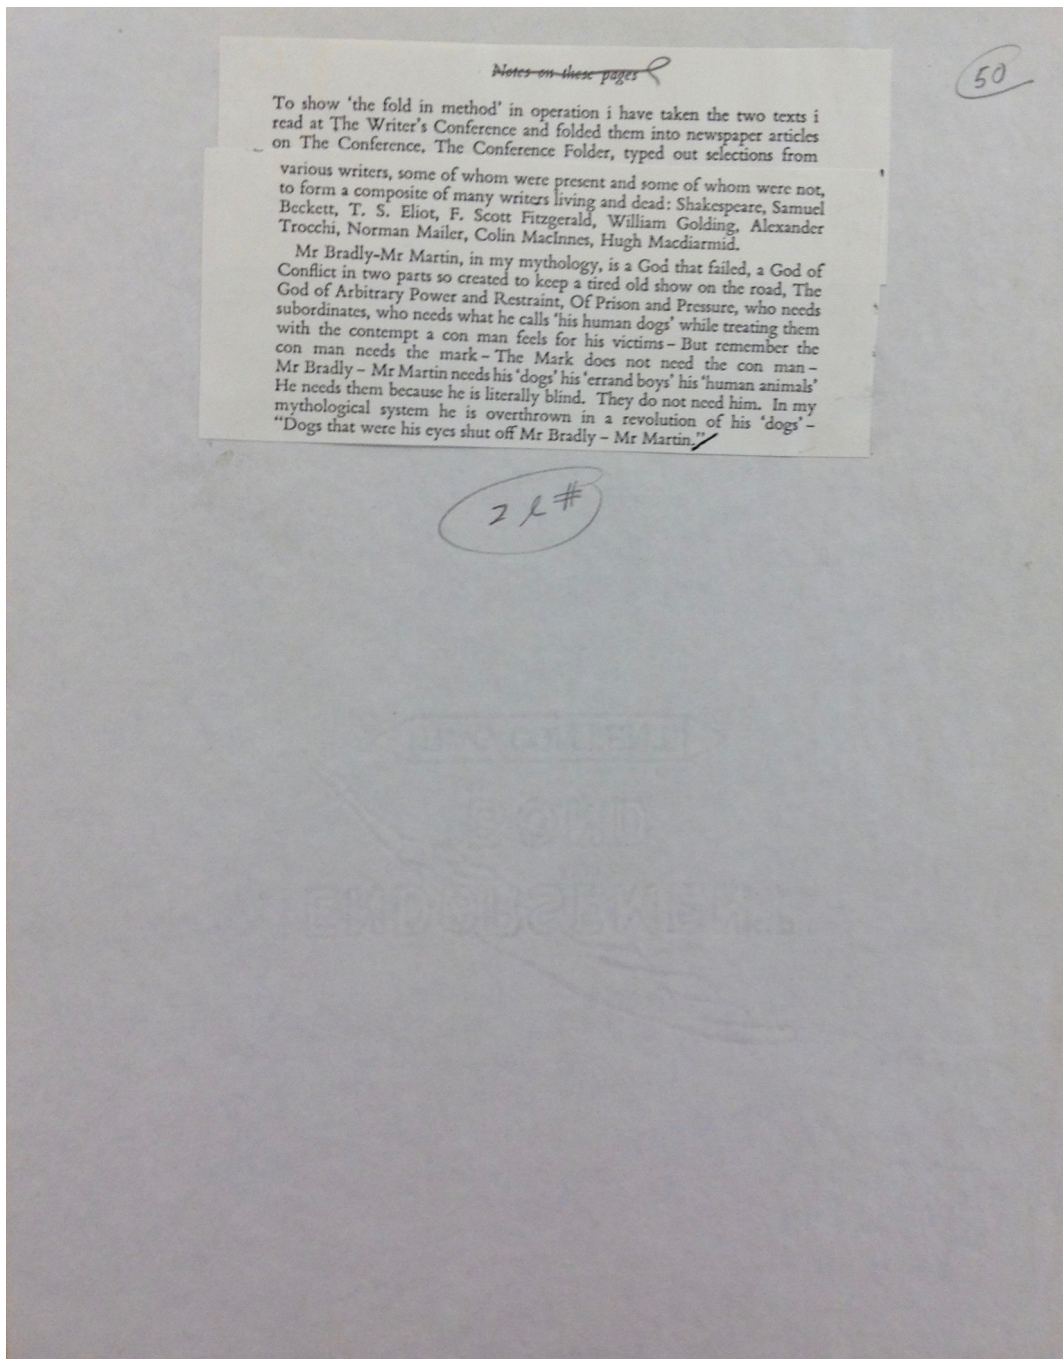 Notes on these pages
50
To show 'the fold in method' in operation i have taken the two texts i
read at The Writer's Conference and folded them into newspaper articles
on The Conference, The Conference Folder, typed out selections from
various writers, some of whom were present and some of whom were not,
to form a composite of many writers living and dead: Shakespeare, Samuel
Beckett, T. S. Eliot, F. Scott Fitzgerald, William Golding, Alexander
Trocchi, Norman Mailer, Colin MacInnes, Hugh Macdiarmid.
Mr Bradly-Mr Martin, in my mythology, is a God that failed, a God of
Conflict in two parts so created to keep a tired old show on the road, The
God of Arbitrary Power and Restraint, Of Prison and Pressure, who needs
subordinates, who needs what he calls 'his human dogs' while treating them
with the contempt a con man feels for his victims – But remember the
con man needs the mark – The Mark does not need the con man –
Mr Bradly – Mr Martin needs his 'dogs' his 'errand boys' his 'human animals'
He needs them because he is literally blind. They do not need him. In my
mythological system he is overthrown in a revolution of his 'dogs' –
"Dogs that were his eyes shut off Mr Bradly – Mr Martin."
2 l #